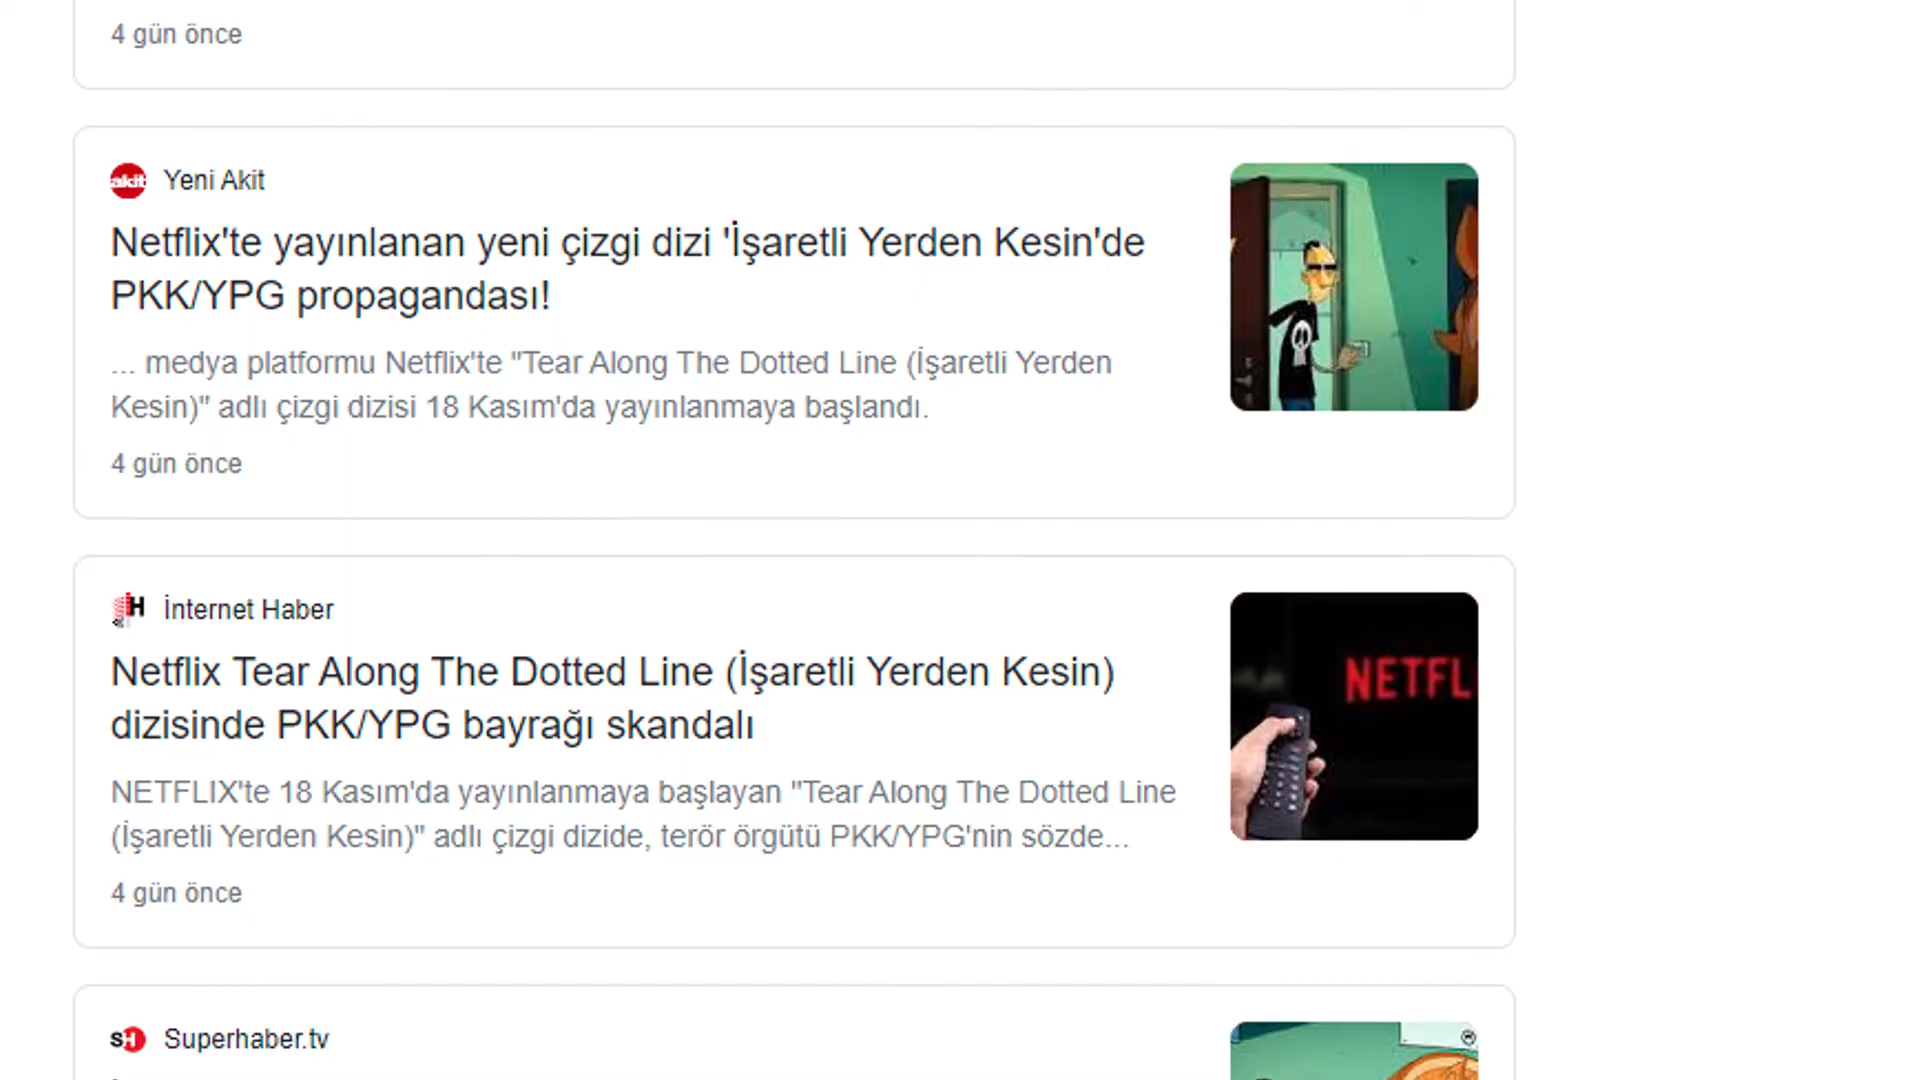 4 gün önce
akit Yeni Akit
Netflix'te yayınlanan yeni çizgi dizi 'İşaretli Yerden Kesin'de
PKK/YPG propagandası!
... medya platformu Netflix'te "Tear Along The Dotted Line (İşaretli Yerden
Kesin)" adlı çizgi dizisi 18 Kasım'da yayınlanmaya başlandı.
4 gün önce
H İnternet Haber
NETFL
Netflix Tear Along The Dotted Line (İşaretli Yerden Kesin)
dizisinde PKK/YPG bayrağı skandalı
NETFLIX'te 18 Kasım'da yayınlanmaya başlayan "Tear Along The Dotted Line
(İşaretli Yerden Kesin)" adlı çizgi dizide, terör örgütü PKK/YPG'nin sözde...
4 gün önce
SH Superhaber.tv